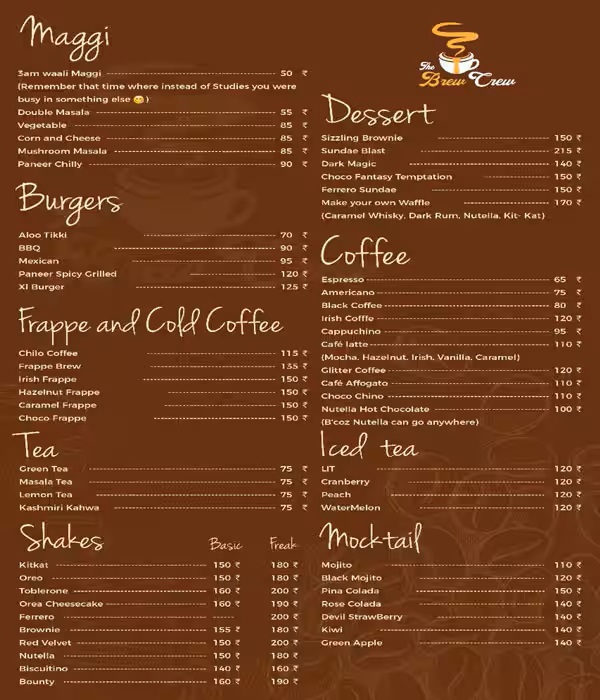 Maggi
3am waali Maggi 50 ₹
(Remember that time where instead of Studies you were
busy in something else 😋)
Double Masala 55 ₹
Vegetable 85 ₹
Corn and Cheese 85 ₹
Mushroom Masala 85 ₹
Paneer Chilly 90 ₹
Burgers
Aloo Tikki 70 ₹
BBQ 90 ₹
Mexican 95 ₹
Paneer Spicy Grilled 120 ₹
Xl Burger 125 ₹
Frappe and Cold Coffee
Chilo Coffee 115 ₹
Frappe Brew 135 ₹
Irish Frappe 150 ₹
Hazelnut Frappe 150 ₹
Caramel Frappe 150 ₹
Choco Frappe 150 ₹
Tea
Green Tea 75 ₹
Masala Tea 75 ₹
Lemon Tea 75 ₹
Kashmiri Kahwa 75 ₹
Shakes Basic Freak
Kitkat 150 ₹ 180 ₹
Oreo 150 ₹ 180 ₹
Toblerone 160 ₹ 200 ₹
Orea Cheesecake 160 ₹ 190 ₹
Ferrero ----- 200 ₹
Brownie 155 ₹ 180 ₹
Red Velvet 150 ₹ 200 ₹
Nutella 150 ₹ 180 ₹
Biscuitino 140 ₹ 160 ₹
Bounty 160 ₹ 190 ₹
The
Brew Crew
Dessert
Sizzling Brownie 150 ₹
Sundae Blast 215 ₹
Dark Magic 140 ₹
Choco Fantasy Temptation 150 ₹
Ferrero Sundae 150 ₹
Make your own Waffle 170 ₹
(Caramel Whisky, Dark Rum, Nutella, Kit- Kat)
Coffee
Espresso 65 ₹
Americano 75 ₹
Black Coffee 80 ₹
Irish Cofffe 120 ₹
Cappuchino 95 ₹
Café latte 110 ₹
(Mocha, Hazelnut, Irish, Vanilla, Caramel)
Glitter Coffee 120 ₹
Café Affogato 110 ₹
Choco Chino 110 ₹
Nutella Hot Chocolate 100 ₹
(B'coz Nutella can go anywhere)
Iced tea
LIT 120 ₹
Cranberry 120 ₹
Peach 120 ₹
WaterMelon 120 ₹
Mocktail
Mojito 110 ₹
Black Mojito 120 ₹
Pina Colada 150 ₹
Rose Colada 140 ₹
Devil StrawBerry 140 ₹
Kiwi 140 ₹
Green Apple 140 ₹